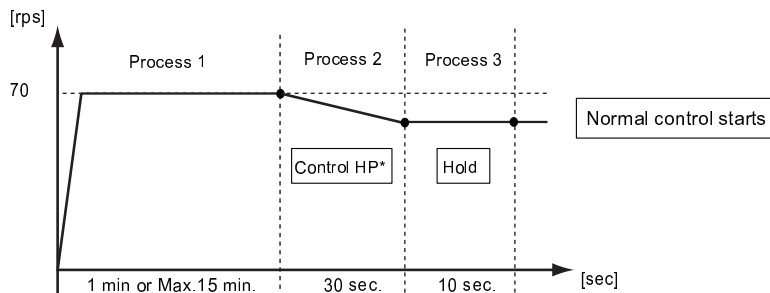 [rps]
Process 1
Process 2
Process 3
70
Normal control starts
Control HP*
Hold
1 min or Max.15 min.
30 sec.
10 sec.
[sec]